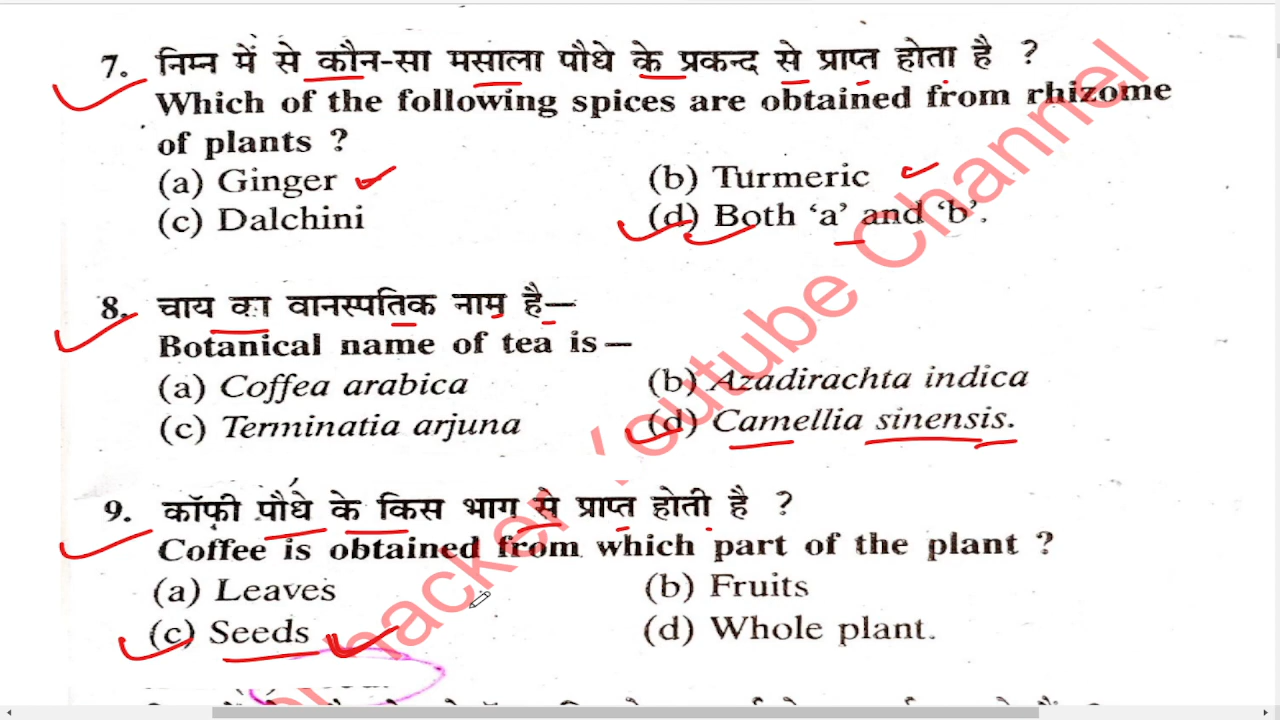 7. निम्न में से कौन-सा मसाला पौधे के प्रकन्द से प्राप्त होता है ?
Which of the following spices are obtained from rhizome
of plants ?
(a) Ginger (b) Turmeric
(c) Dalchini (d) Both ‘a’ and ‘b’.
8. चाय का वानस्पतिक नाम है—
Botanical name of tea is—
(a) Coffea arabica (b) Azadirachta indica
(c) Terminatia arjuna (d) Camellia sinensis.
9. कॉफी पौधे के किस भाग से प्राप्त होती है ?
Coffee is obtained from which part of the plant ?
(a) Leaves (b) Fruits
(c) Seeds (d) Whole plant.
hacker Youtube Channel